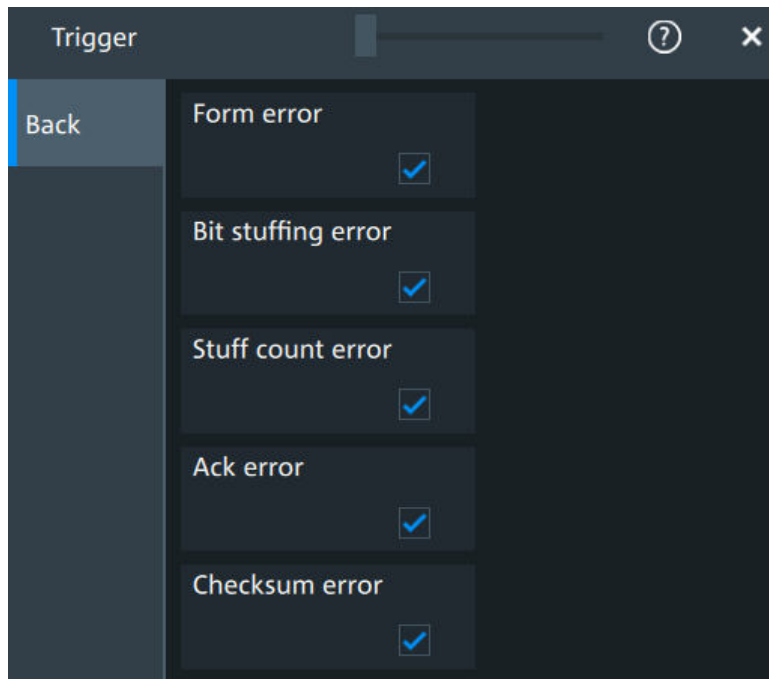 Trigger
?
Back
Form error
Bit stuffing error
Stuff count error
Ack error
Checksum error